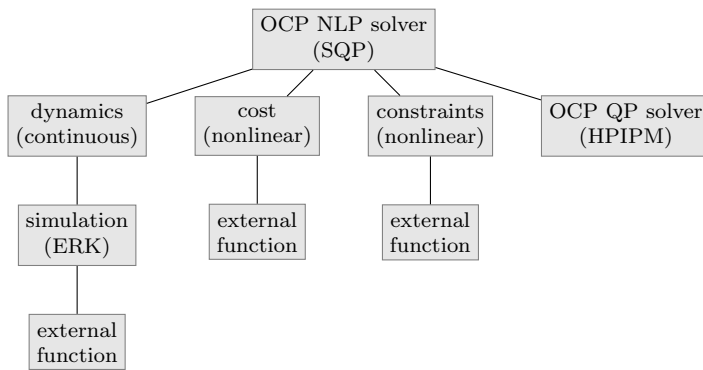 OCP NLP solver
(SQP)
dynamics
(continuous)
cost
(nonlinear)
constraints
(nonlinear)
OCP QP solver
(HPIPM)
simulation
(ERK)
external
function
external
function
external
function